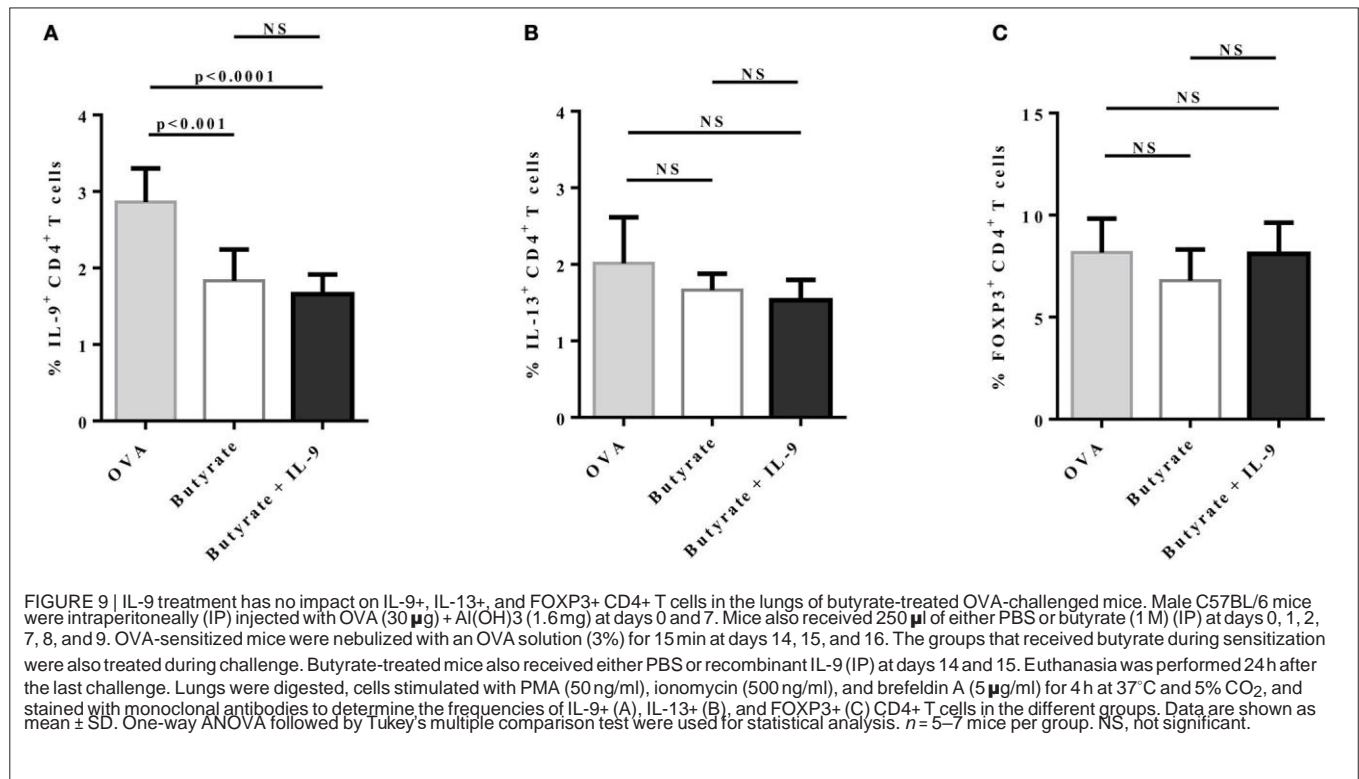 A
NS
p<0.0001
p<0.001
% IL-9+ CD4+ T cells
4
3
2
1
0
OVA
Butyrate
Butyrate + IL-9
B
NS
NS
NS
% IL-13+ CD4+ T cells
4
3
2
1
0
OVA
Butyrate
Butyrate + IL-9
C
NS
NS
NS
% FOXP3+ CD4+ T cells
15
10
5
0
OVA
Butyrate
Butyrate + IL-9
FIGURE 9 | IL-9 treatment has no impact on IL-9+, IL-13+, and FOXP3+ CD4+ T cells in the lungs of butyrate-treated OVA-challenged mice. Male C57BL/6 mice
were intraperitoneally (IP) injected with OVA (30 µg) + Al(OH)3 (1.6 mg) at days 0 and 7. Mice also received 250 µl of either PBS or butyrate (1 M) (IP) at days 0, 1, 2,
7, 8, and 9. OVA-sensitized mice were nebulized with an OVA solution (3%) for 15 min at days 14, 15, and 16. The groups that received butyrate during sensitization
were also treated during challenge. Butyrate-treated mice also received either PBS or recombinant IL-9 (IP) at days 14 and 15. Euthanasia was performed 24 h after
the last challenge. Lungs were digested, cells stimulated with PMA (50 ng/ml), ionomycin (500 ng/ml), and brefeldin A (5 µg/ml) for 4 h at 37°C and 5% CO2, and
stained with monoclonal antibodies to determine the frequencies of IL-9+ (A), IL-13+ (B), and FOXP3+ (C) CD4+ T cells in the different groups. Data are shown as
mean ± SD. One-way ANOVA followed by Tukey's multiple comparison test were used for statistical analysis. n = 5–7 mice per group. NS, not significant.